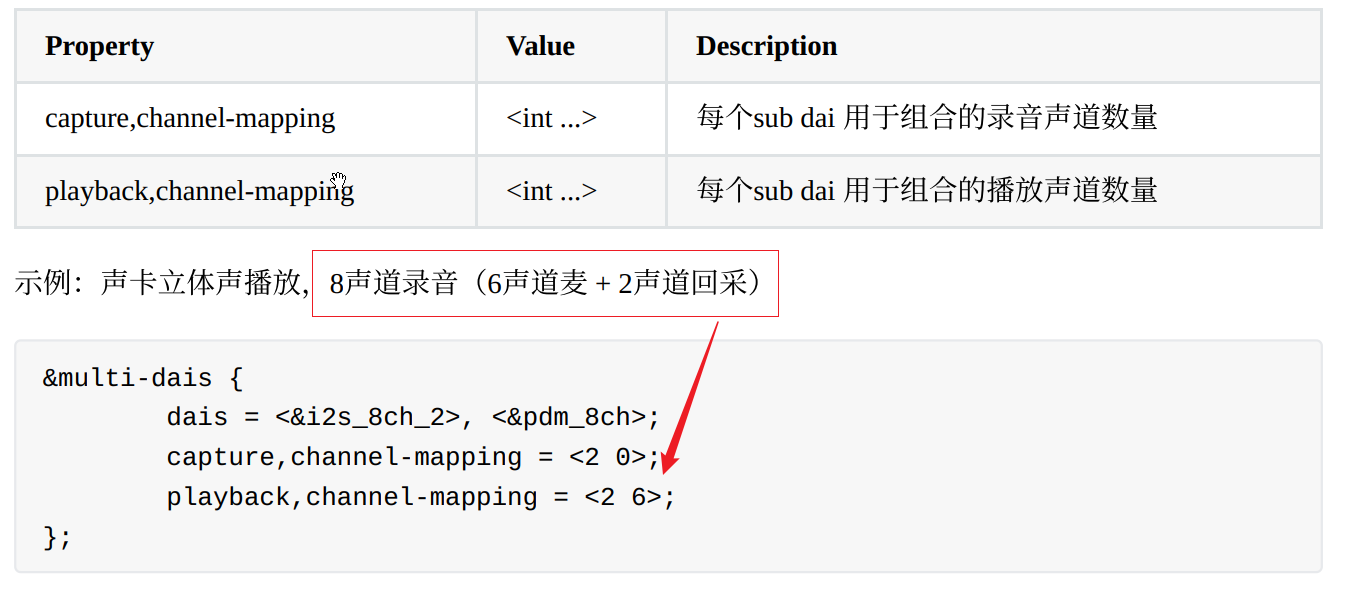 Property Value Description
capture,channel-mapping <int ...> 每个sub dai 用于组合的录音声道数量
playback,channel-mapping <int ...> 每个sub dai 用于组合的播放声道数量
示例：声卡立体声播放, 8声道录音（6声道麦 + 2声道回采）
&multi-dais {
dais = <&i2s_8ch_2>, <&pdm_8ch>;
capture,channel-mapping = <2 0>;
playback,channel-mapping = <2 6>;
};